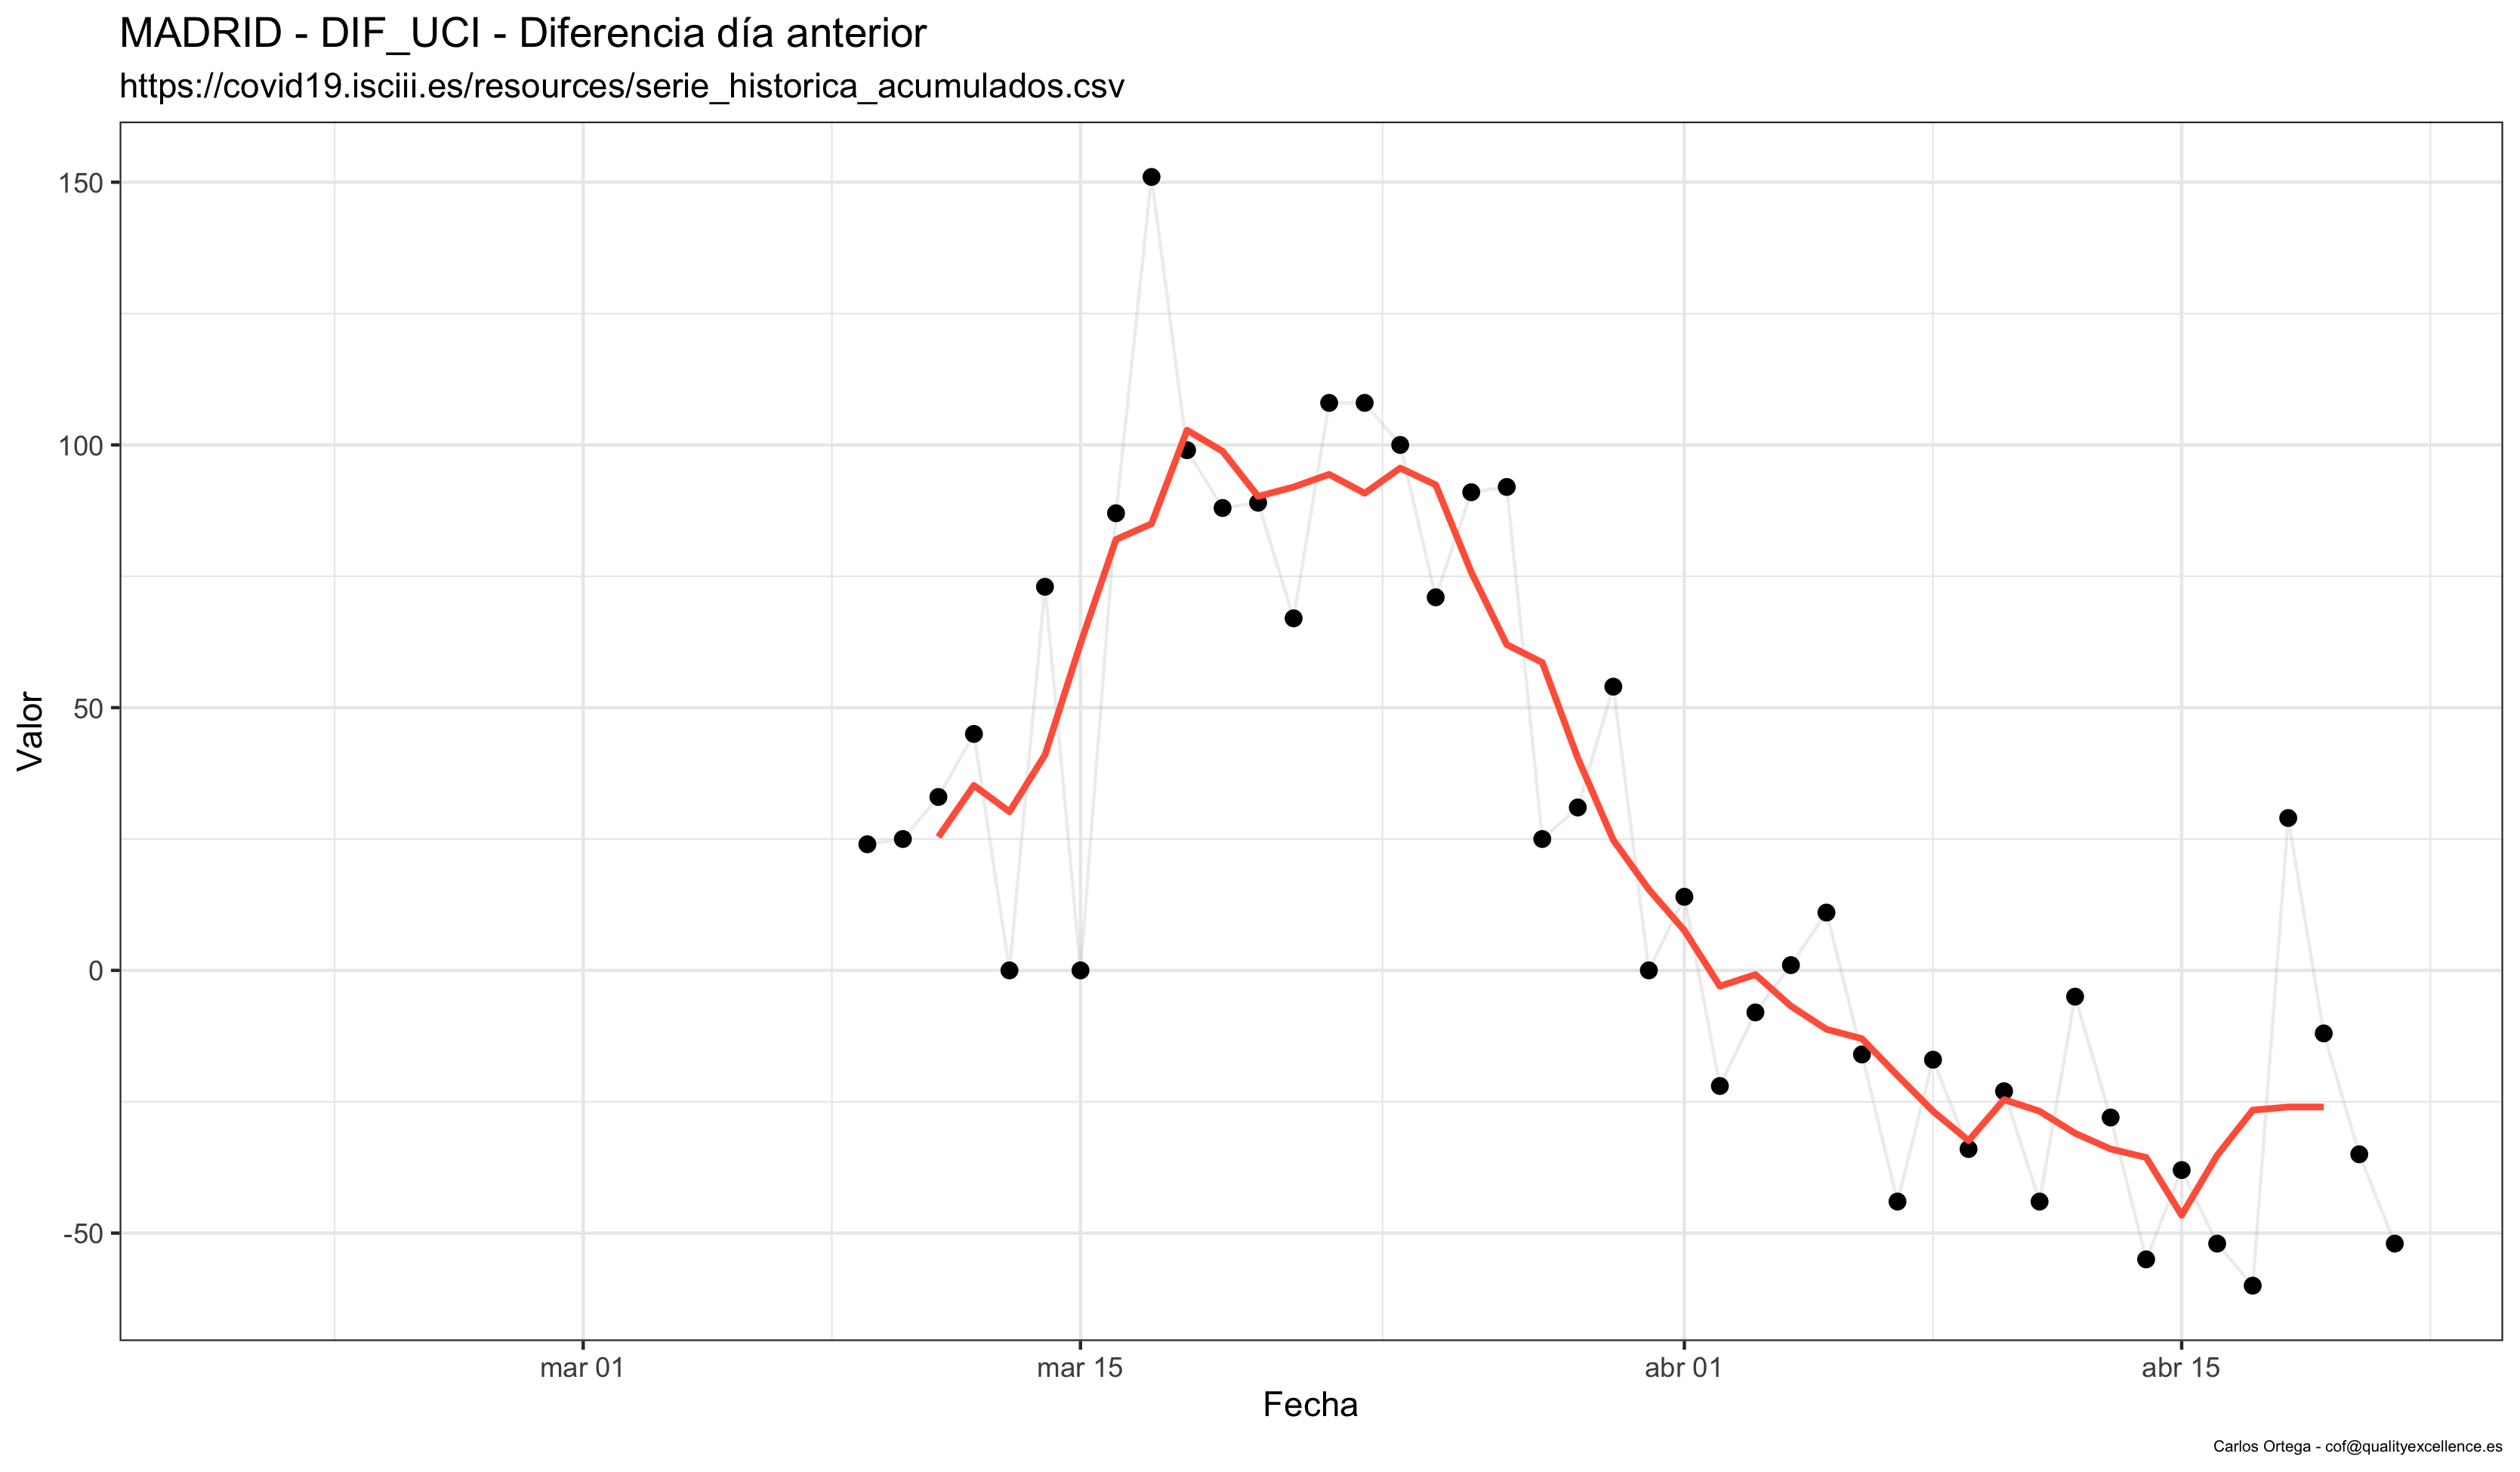 MADRID - DIF_UCI - Diferencia día anterior
https://covid19.isciii.es/resources/serie_historica_acumulados.csv
150
100
50
0
-50
Valor
mar 01
mar 15
abr 01
abr 15
Fecha
Carlos Ortega - cof@qualityexcellence.es